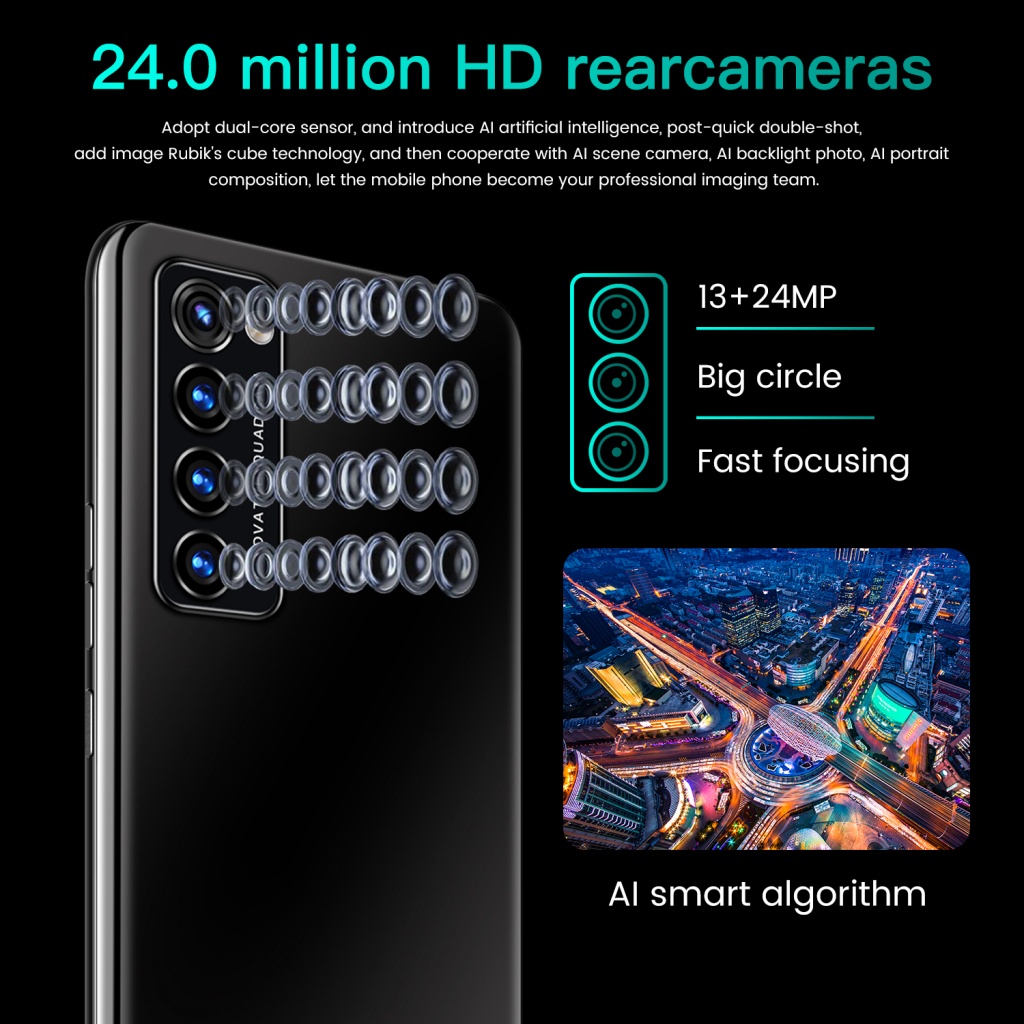 24.0 million HD rearcameras
Adopt dual-core sensor, and introduce AI artificial intelligence, post-quick double-shot,
add image Rubik's cube technology, and then cooperate with AI scene camera, AI backlight photo, AI portrait
composition, let the mobile phone become your professional imaging team.
13+24MP
Big circle
Fast focusing
AI smart algorithm